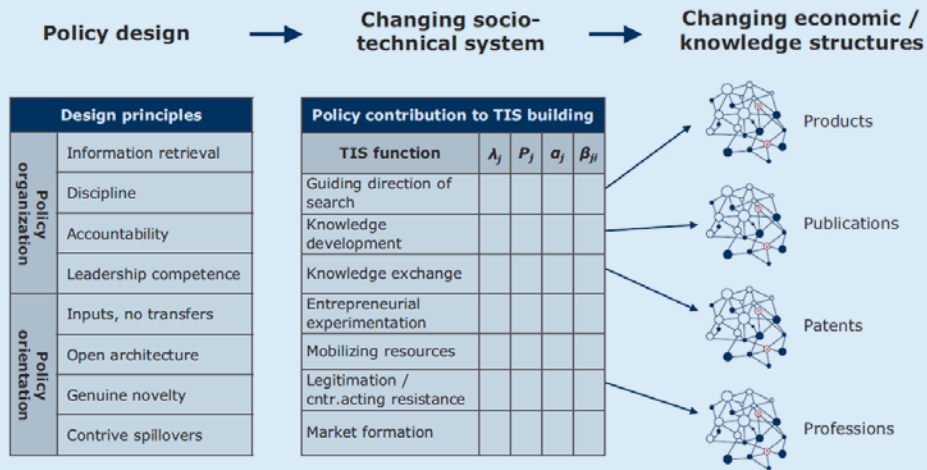 Policy design
Changing socio-
technical system
Changing economic /
knowledge structures
Design principles
Policy organization
Information retrieval
Discipline
Accountability
Leadership competence
Policy orientation
Inputs, no transfers
Open architecture
Genuine novelty
Contrive spillovers
Policy contribution to TIS building
TIS function λj Pj αj βji
Guiding direction of
search
Knowledge
development
Knowledge exchange
Entrepreneurial
experimentation
Mobilizing resources
Legitimation /
cntr.acting resistance
Market formation
Products
Publications
Patents
Professions